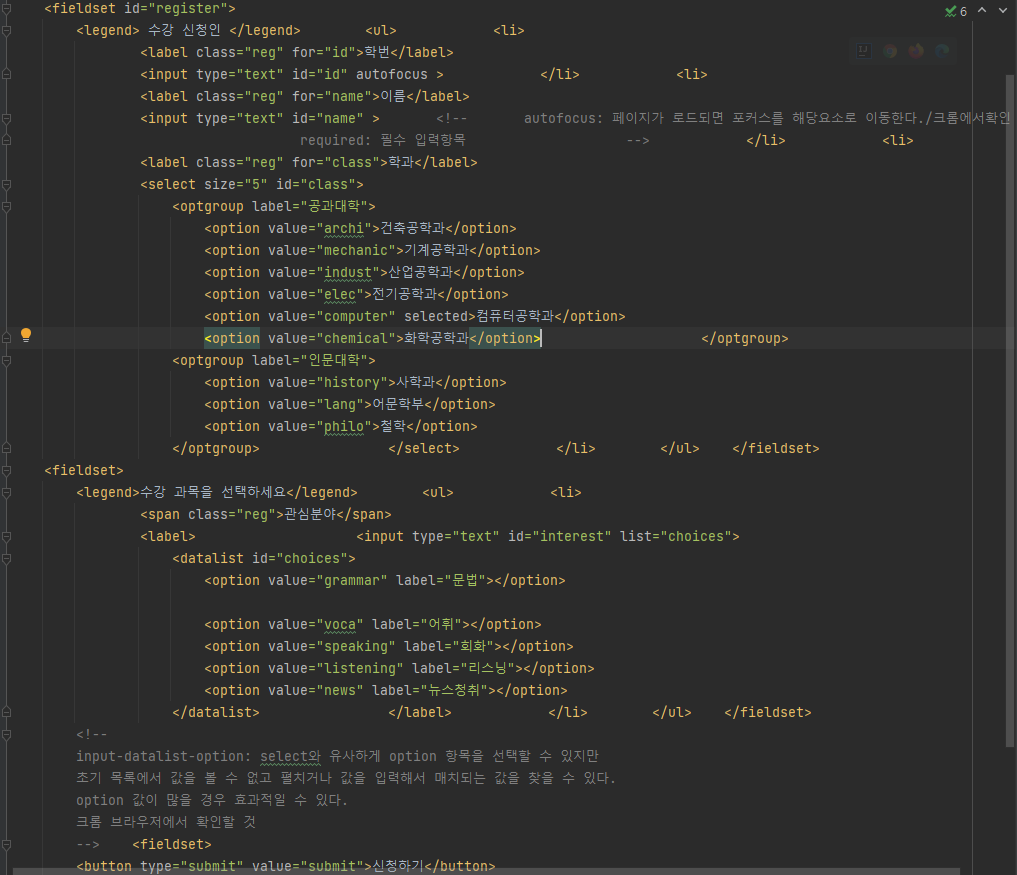 <fieldset id="register">
6
<legend> 수강 신청인 </legend> <ul> <li>
<label class="reg" for="id">학번</label>
<input type="text" id="id" autofocus > </li> <li>
<label class="reg" for="name">이름</label>
<input type="text" id="name" > <!-- autofocus: 페이지가 로드되면 포커스를 해당요소로 이동한다./크롬에서확인
required: 필수 입력항목 --> </li> <li>
<label class="reg" for="class">학과</label>
<select size="5" id="class">
<optgroup label="공과대학">
<option value="archi">건축공학과</option>
<option value="mechanic">기계공학과</option>
<option value="indust">산업공학과</option>
<option value="elec">전기공학과</option>
<option value="computer" selected>컴퓨터공학과</option>
<option value="chemical">화학공학과</option> </optgroup>
<optgroup label="인문대학">
<option value="history">사학과</option>
<option value="lang">어문학부</option>
<option value="philo">철학</option>
</optgroup> </select> </li> </ul> </fieldset>
<fieldset>
<legend>수강 과목을 선택하세요</legend> <ul> <li>
<span class="reg">관심분야</span>
<label> <input type="text" id="interest" list="choices">
<datalist id="choices">
<option value="grammar" label="문법"></option>
<option value="voca" label="어휘"></option>
<option value="speaking" label="회화"></option>
<option value="listening" label="리스닝"></option>
<option value="news" label="뉴스청취"></option>
</datalist> </label> </li> </ul> </fieldset>
<!--
input-datalist-option: select와 유사하게 option 항목을 선택할 수 있지만
초기 목록에서 값을 볼 수 없고 펼치거나 값을 입력해서 매치되는 값을 찾을 수 있다.
option 값이 많을 경우 효과적일 수 있다.
크롬 브라우저에서 확인할 것
--> <fieldset>
<button type="submit" value="submit">신청하기</button>